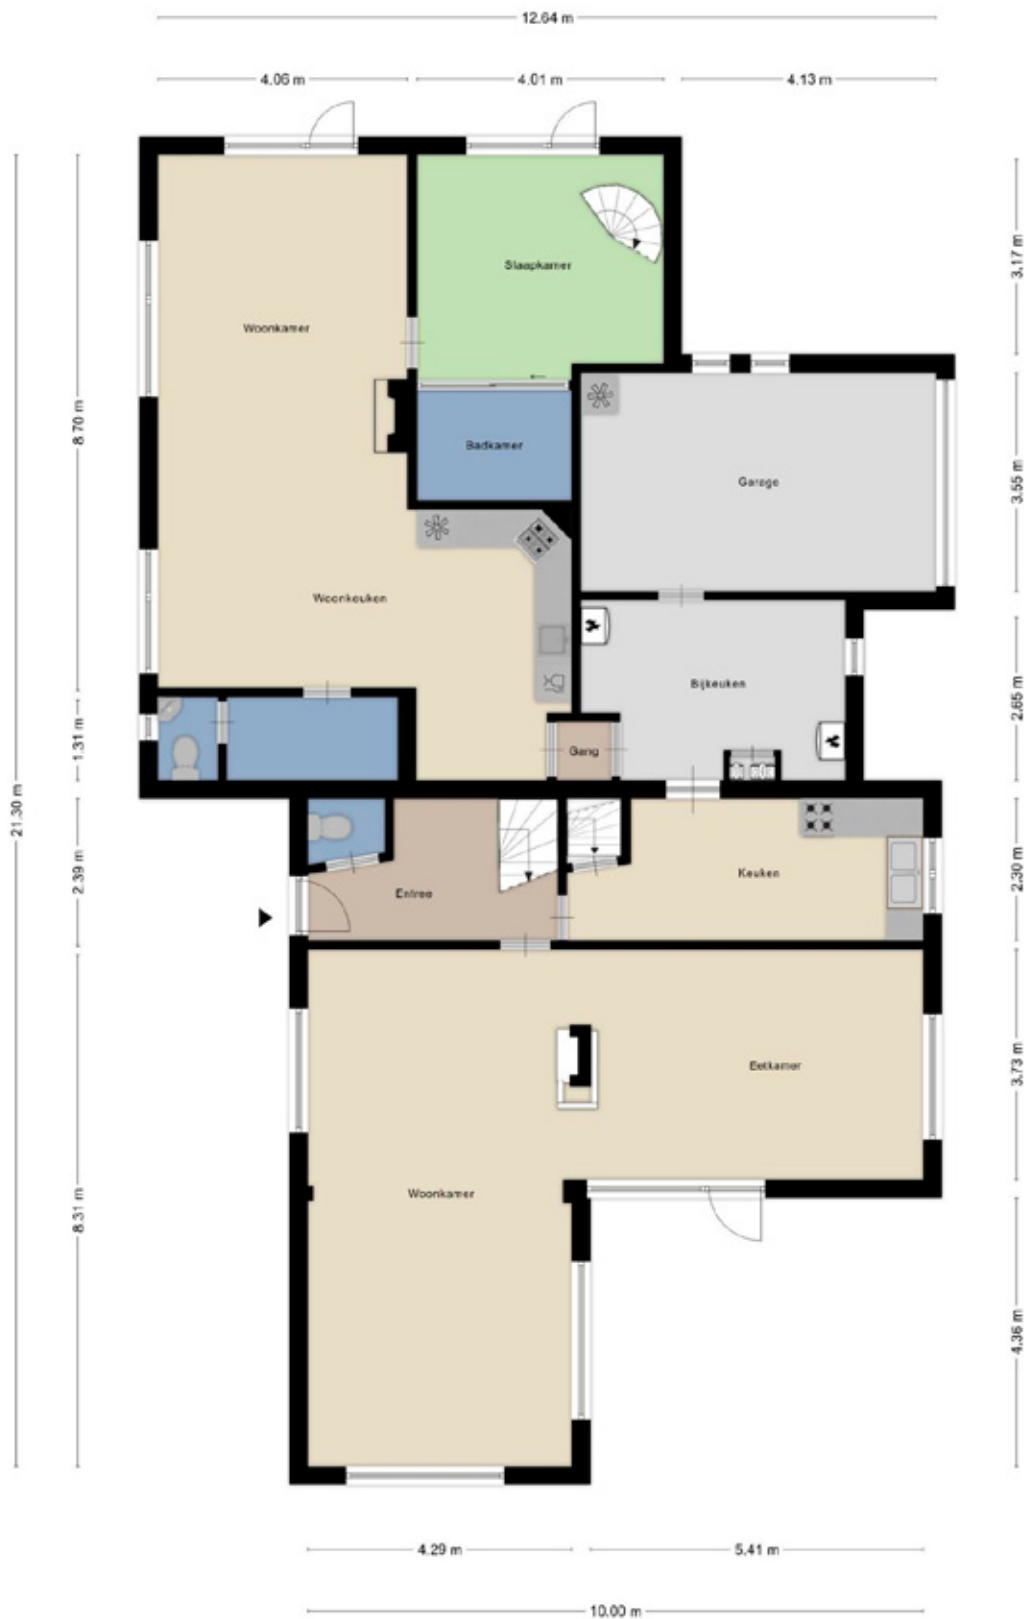 12.64 m
4.06 m
4.01 m
4.13 m
3.17 m
Slaapkamer
Woonkamer
8.70 m
Badkamer
Garage
3.55 m
Woonkeuken
Bijkeuken
2.65 m
1.31 m
Gang
21.30 m
2.39 m
Entree
Keuken
2.30 m
Eetkamer
3.73 m
Woonkamer
8.31 m
4.36 m
4.29 m
5.41 m
10.00 m